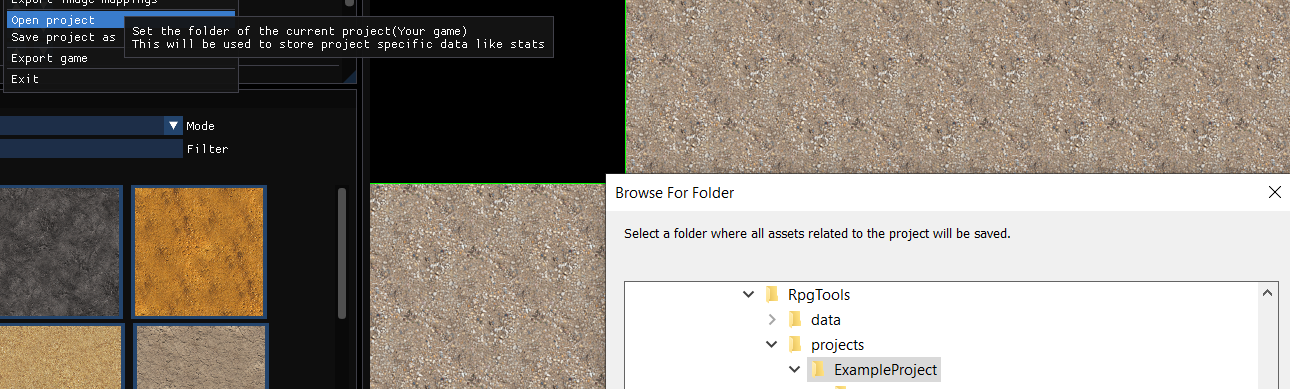 Export image mappings
Open project
Save project as
Set the folder of the current project(Your game)
This will be used to store project specific data like stats
Export game
Exit
Mode
Filter
Browse For Folder
Select a folder where all assets related to the project will be saved.
RpgTools
data
projects
ExampleProject